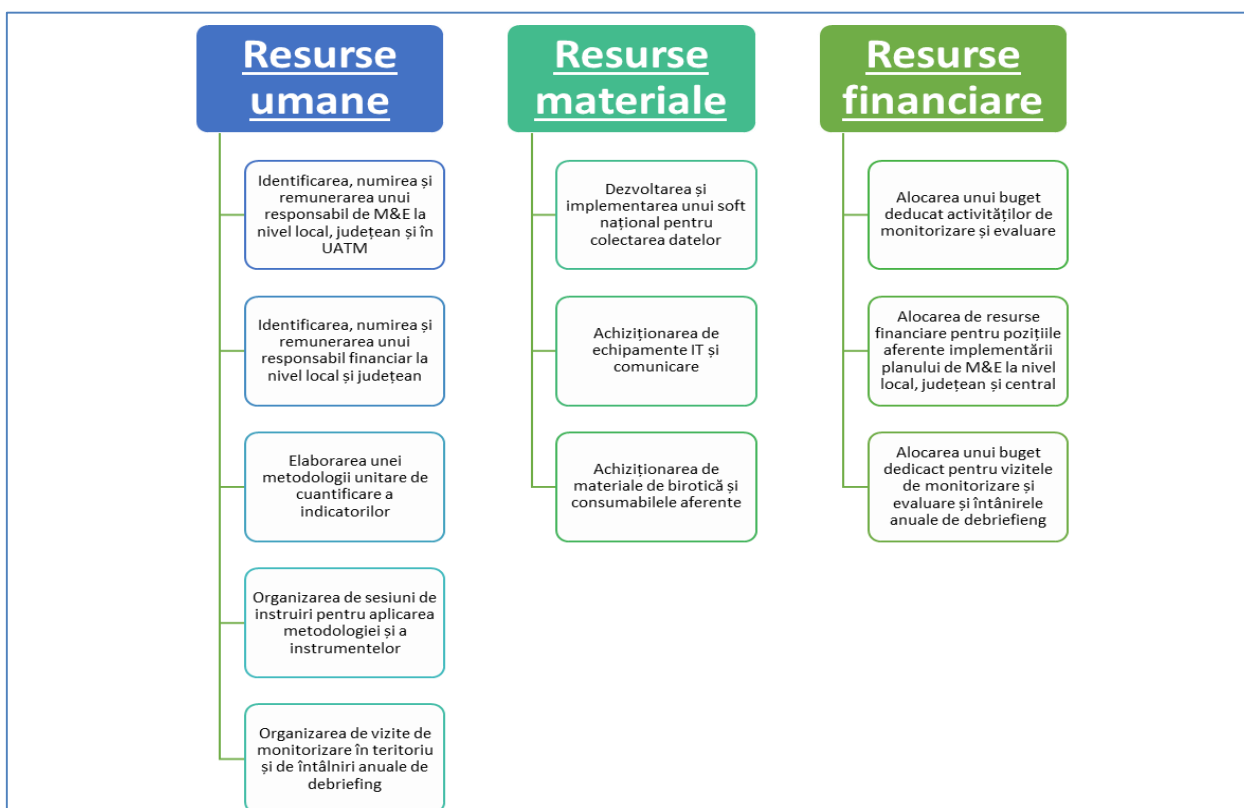 Resurse
umane
Identificarea, numirea și
remunerarea unui
responsabil de M&E la
nivel local, județean și în
UATM
Identificarea, numirea și
remunerarea unui
responsabil financiar la
nivel local și județean
Elaborarea unei
metodologii unitare de
cuantificare a
indicatorilor
Organizarea de sesiuni de
instruiri pentru aplicarea
metodologiei și a
instrumentelor
Organizarea de vizite de
monitorizare în teritoriu
și de întâlniri anuale de
debriefing
Resurse
materiale
Dezvoltarea și
implementarea unui soft
național pentru
colectarea datelor
Achiziționarea de
echipamente IT și
comunicare
Achiziționarea de
materiale de birotică și
consumabilele aferente
Resurse
financiare
Alocarea unui buget
deducat activităților de
monitorizare și evaluare
Alocarea de resurse
financiare pentru pozițiile
aferente implementării
planului de M&E la nivel
local, județean și central
Alocarea unui buget
dedicact pentru vizitele
de monitorizare și
evaluare și întânirele
anuale de debriefieng